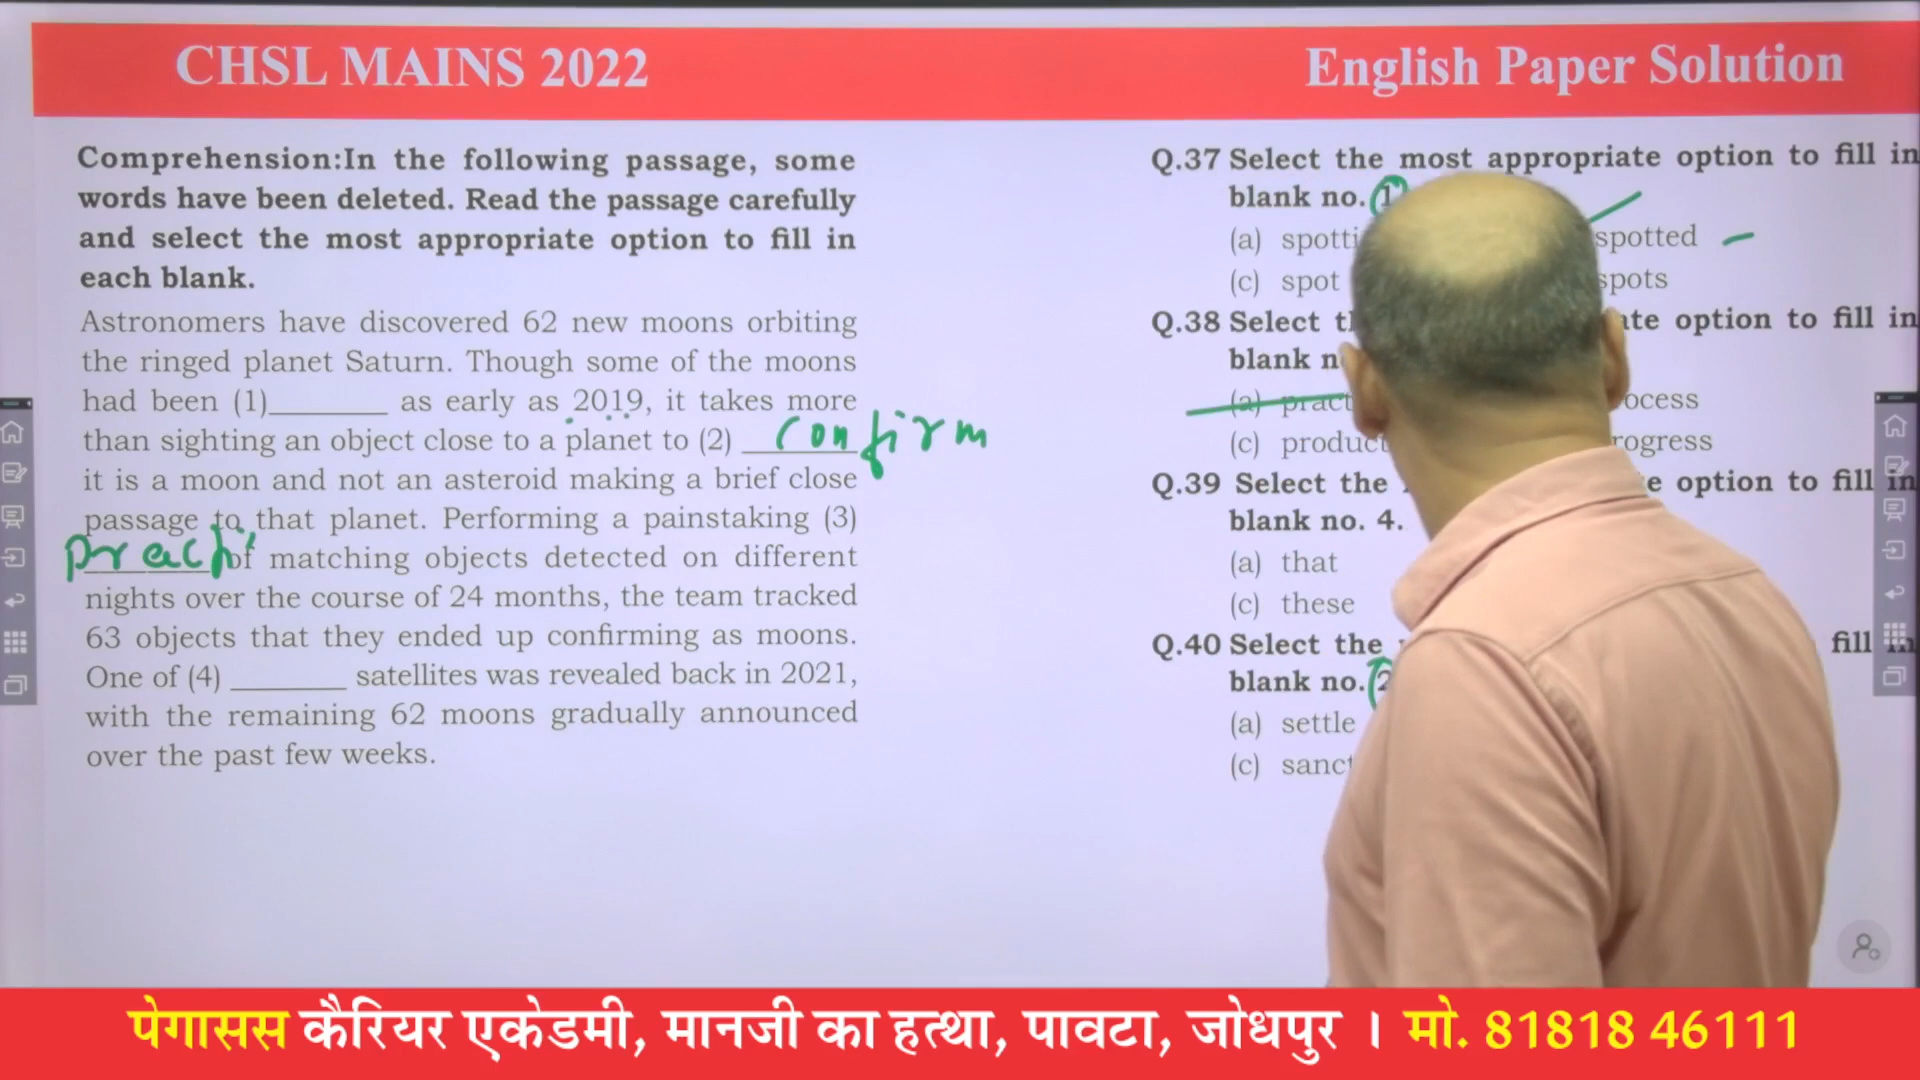 CHSL MAINS 2022
English Paper Solution
Comprehension:In the following passage, some
words have been deleted. Read the passage carefully
and select the most appropriate option to fill in
each blank.
Astronomers have discovered 62 new moons orbiting
the ringed planet Saturn. Though some of the moons
had been (1)________ as early as 2019, it takes more
than sighting an object close to a planet to (2) ________ confirm
it is a moon and not an asteroid making a brief close
passage to that planet. Performing a painstaking (3)
________ of matching objects detected on different
nights over the course of 24 months, the team tracked
63 objects that they ended up confirming as moons.
One of (4) ________ satellites was revealed back in 2021,
with the remaining 62 moons gradually announced
over the past few weeks.
Q.37 Select the most appropriate option to fill in
blank no. 1
(a) spotted
(c) spot spots
Q.38 Select option to fill in
blank
(a)
(c)
Q.39 Select the option to fill in
blank no. 4.
(a) that
(c) these
Q.40 Select the fill in
blank no. 2
(a) settle
(c)
पेगासस कैरियर एकेडमी, मानजी का हत्था, पावटा, जोधपुर । मो. 81818 46111